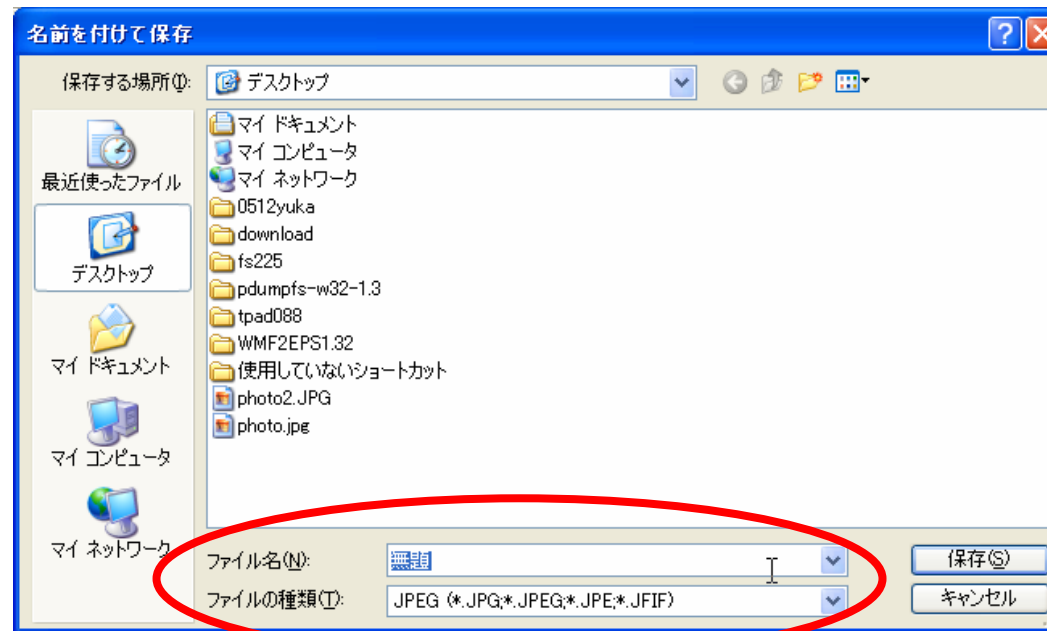 名前を付けて保存
保存する場所(I):
デスクトップ
最近使ったファイル
デスクトップ
マイ ドキュメント
マイ コンピュータ
マイ ネットワーク
マイ ドキュメント
マイ コンピュータ
マイ ネットワーク
0512yuka
download
fs225
pdumpfs-w32-1.3
tpad088
WMF2EPS1.32
使用していないショートカット
photo2.JPG
photo.jpg
ファイル名(N):
無題
保存(S)
ファイルの種類(T):
JPEG (*.JPG;*.JPEG;*.JPE;*.JFIF)
キャンセル